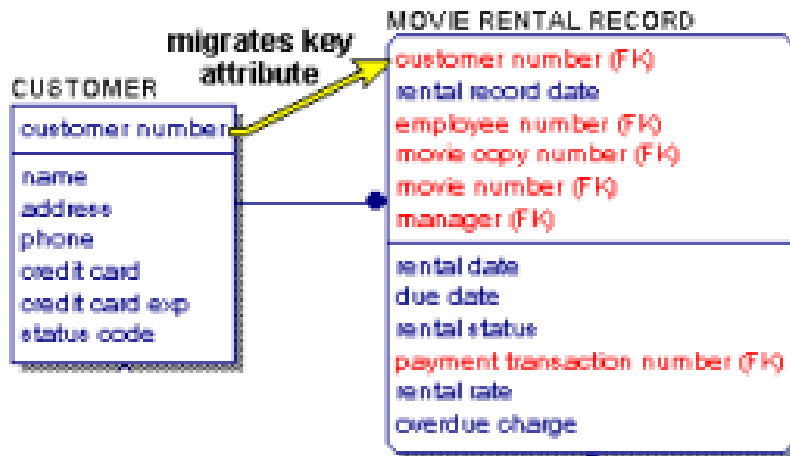 migrates key
attribute
CUSTOMER
customer number
name
address
phone
credit card
credit card exp
status code
MOVIE RENTAL RECORD
customer number (FK)
rental record date
employee number (FK)
movie copy number (FK)
movie number (FK)
manager (FK)
rental date
due date
rental status
payment transaction number (FK)
rental rate
overdue charge